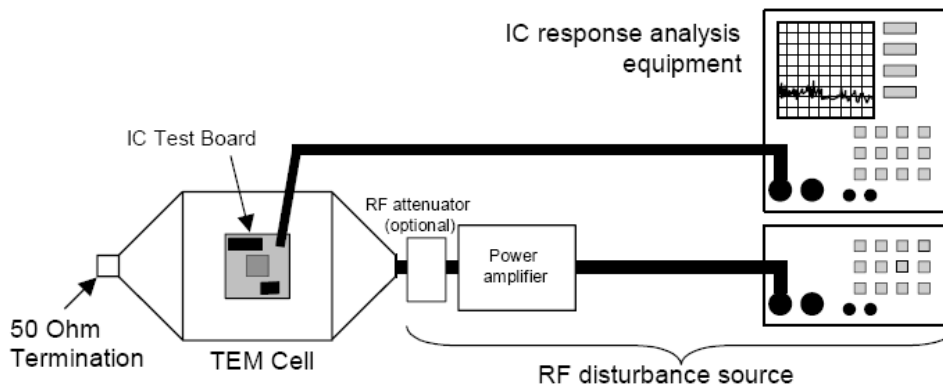 IC response analysis
equipment
IC Test Board
RF attenuator
(optional)
Power
amplifier
50 Ohm
Termination
TEM Cell
RF disturbance source